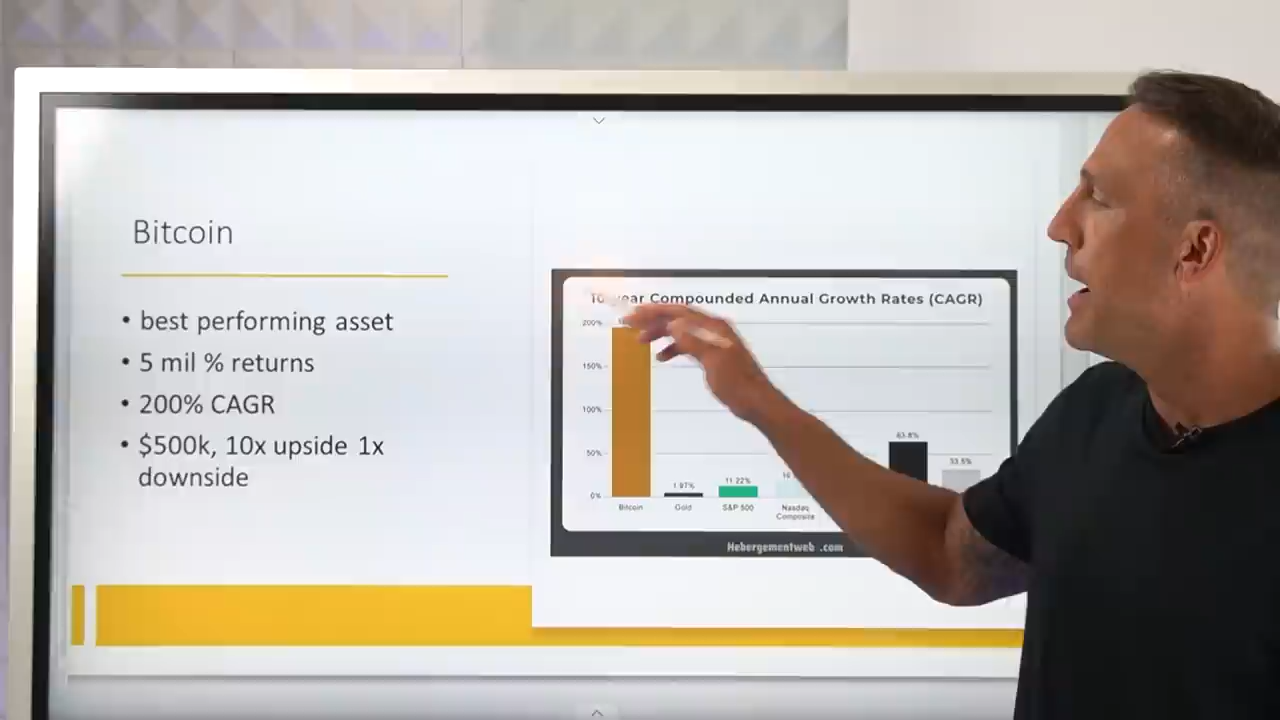 Bitcoin
• best performing asset
• 5 mil % returns
• 200% CAGR
• $500k, 10x upside 1x
downside
Compounded Annual Growth Rates (CAGR)
200%
150%
100%
50%
0%
63.8%
33.5%
1.97%
11.22%
Bitcoin
Gold
S&P 500
Nasdaq
Composite
Hebergementweb .com